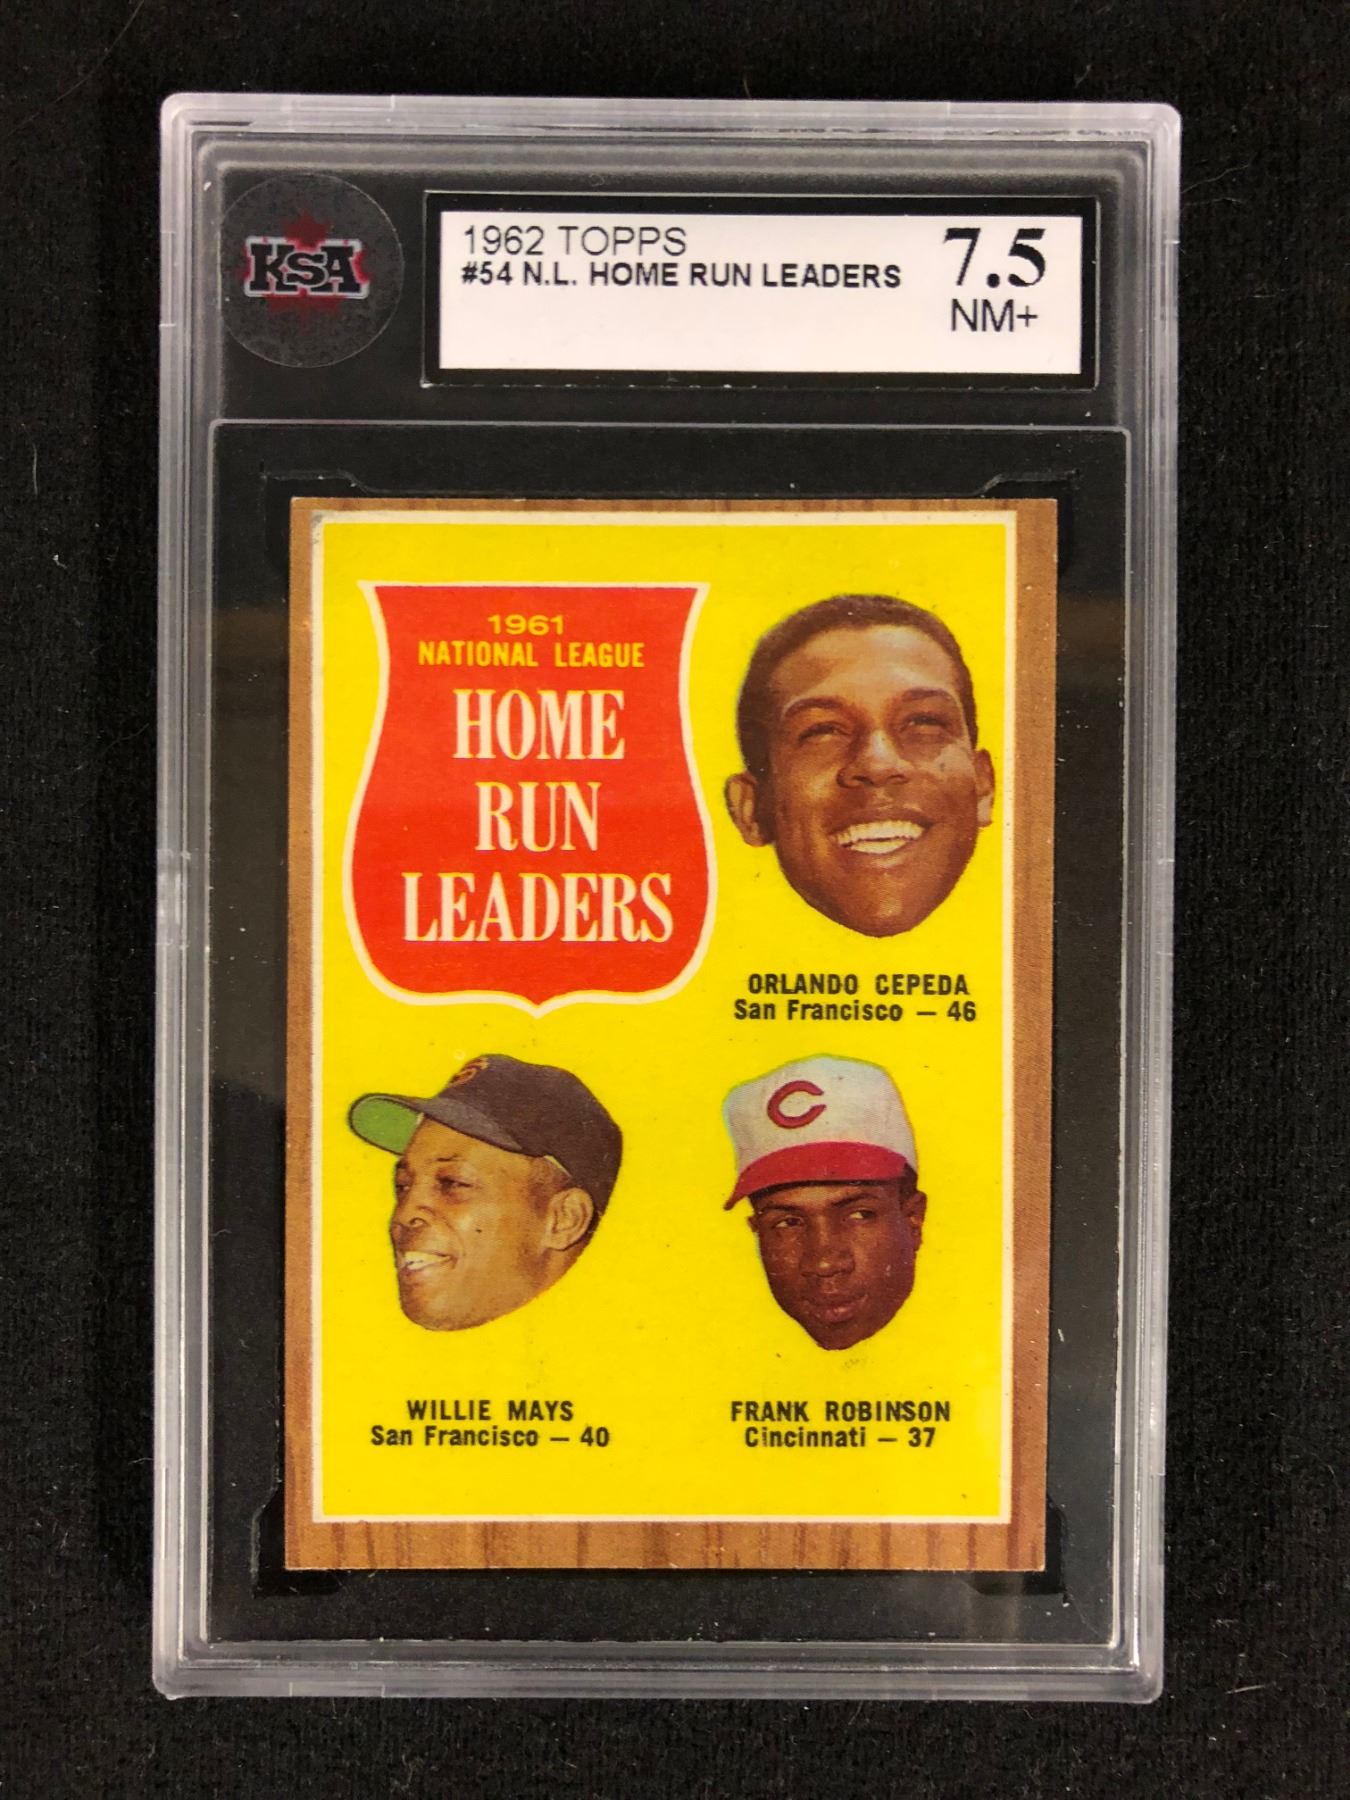 KSA
1962 TOPPS
#54 N.L. HOME RUN LEADERS
7.5
NM+
1961
NATIONAL LEAGUE
HOME
RUN
LEADERS
ORLANDO CEPEDA
San Francisco — 46
SF
C
WILLIE MAYS
San Francisco — 40
FRANK ROBINSON
Cincinnati — 37